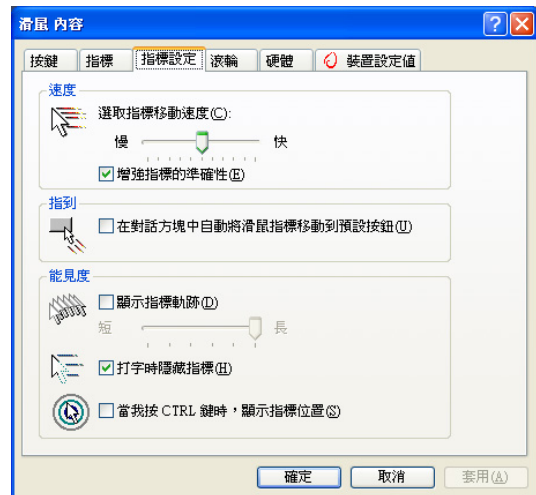 滑鼠 內容
按鍵 指標 指標設定 滾輪 硬體 裝置設定值
速度
選取指標移動速度(C):
慢 快
增強指標的準確性(E)
指到
在對話方塊中自動將滑鼠指標移動到預設按鈕(U)
能見度
顯示指標軌跡(D)
短 長
打字時隱藏指標(H)
當我按 CTRL 鍵時，顯示指標位置(S)
確定 取消 套用(A)